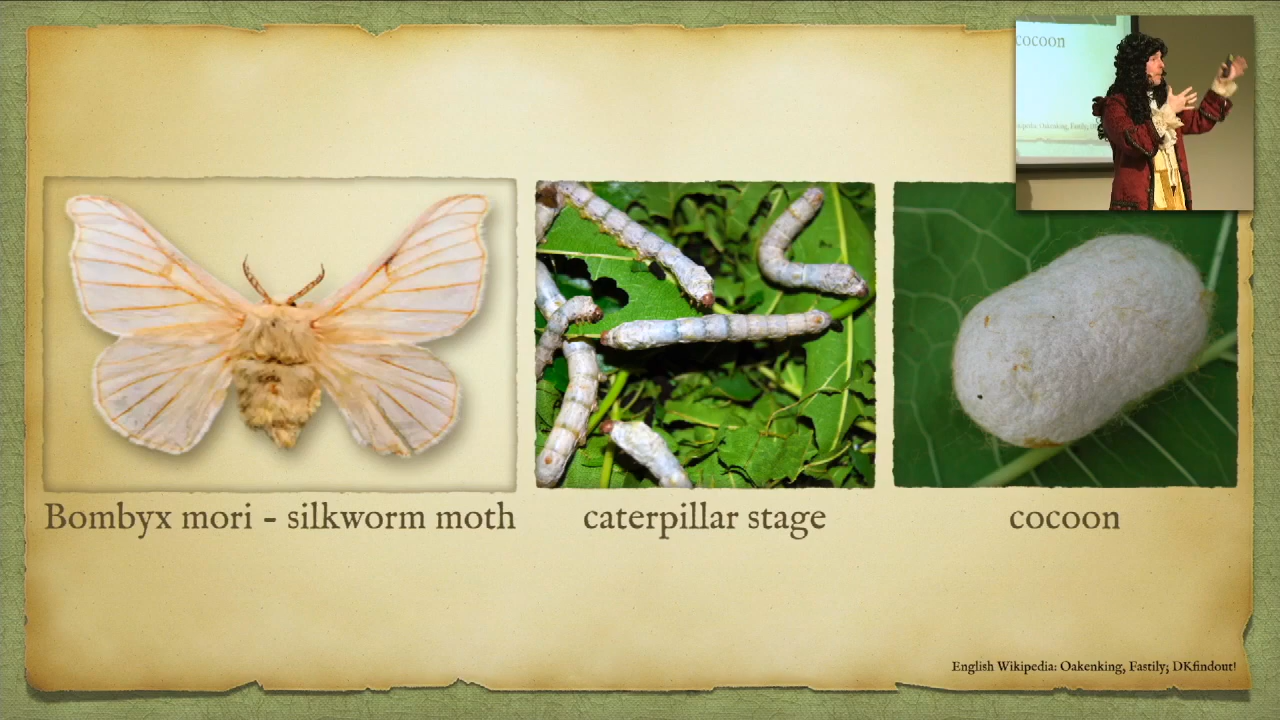 cocoon
Bombyx mori - silkworm moth
caterpillar stage
cocoon
English Wikipedia: Oakenking, Fastily; DKfindout!